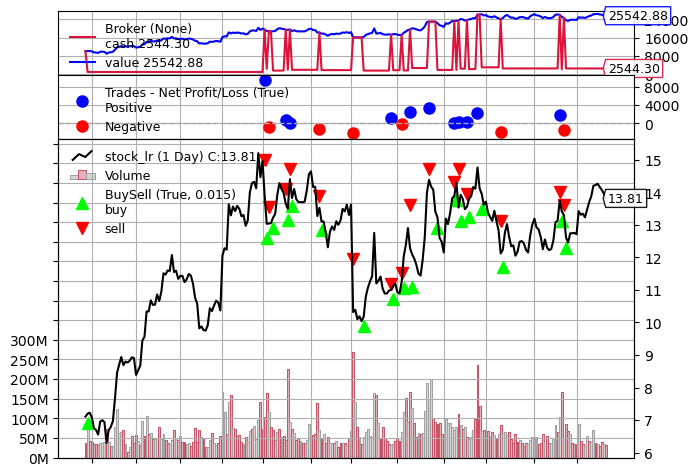 Broker (None)
cash 2544.30
value 25542.88
25542.88
16000
8000
2544.30
Trades - Net Profit/Loss (True)
Positive
Negative
8000
4000
0
stock_lr (1 Day) C:13.81
Volume
BuySell (True, 0.015)
buy
sell
15
14
13.81
13
12
11
10
9
8
7
6
300M
250M
200M
150M
100M
50M
0M